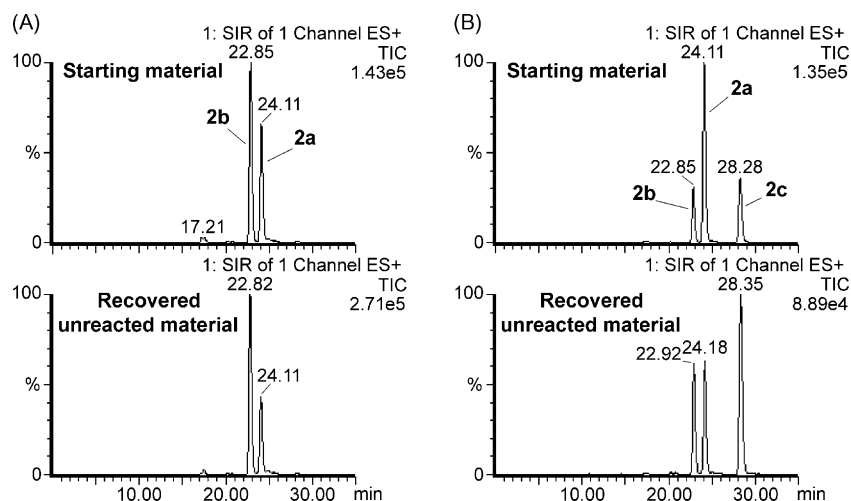 (A)
1: SIR of 1 Channel ES+
TIC
1.43e5
22.85
100
Starting material
24.11
2b
2a
%
17.21
0
1: SIR of 1 Channel ES+
TIC
2.71e5
22.82
100
Recovered
unreacted material
24.11
%
0
10.00 20.00 30.00 min
(B)
1: SIR of 1 Channel ES+
TIC
1.35e5
24.11
100
Starting material
2a
22.85 28.28
%
2b
2c
0
1: SIR of 1 Channel ES+
TIC
8.89e4
28.35
100
Recovered
unreacted material
22.92 24.18
%
0
10.00 20.00 30.00 min